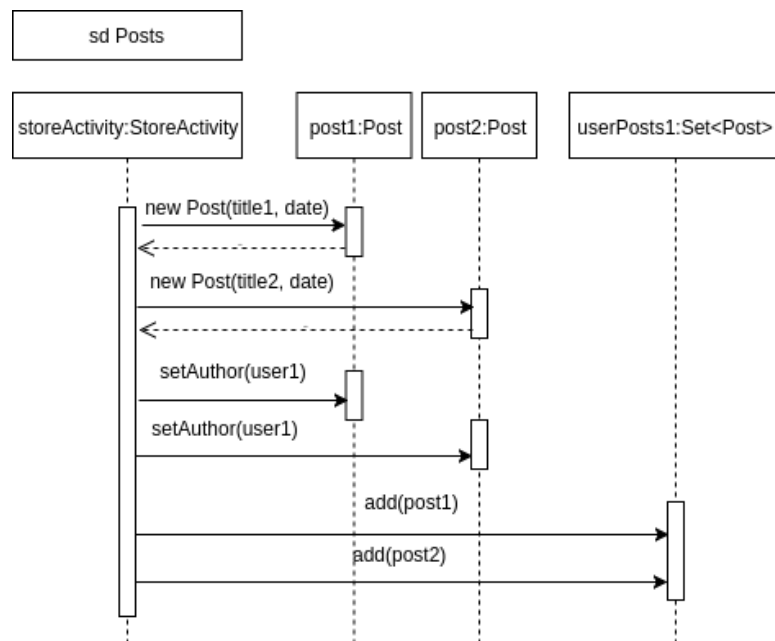 sd Posts
storeActivity:StoreActivity
post1:Post
post2:Post
userPosts1:Set<Post>
new Post(title1, date)
new Post(title2, date)
setAuthor(user1)
setAuthor(user1)
add(post1)
add(post2)